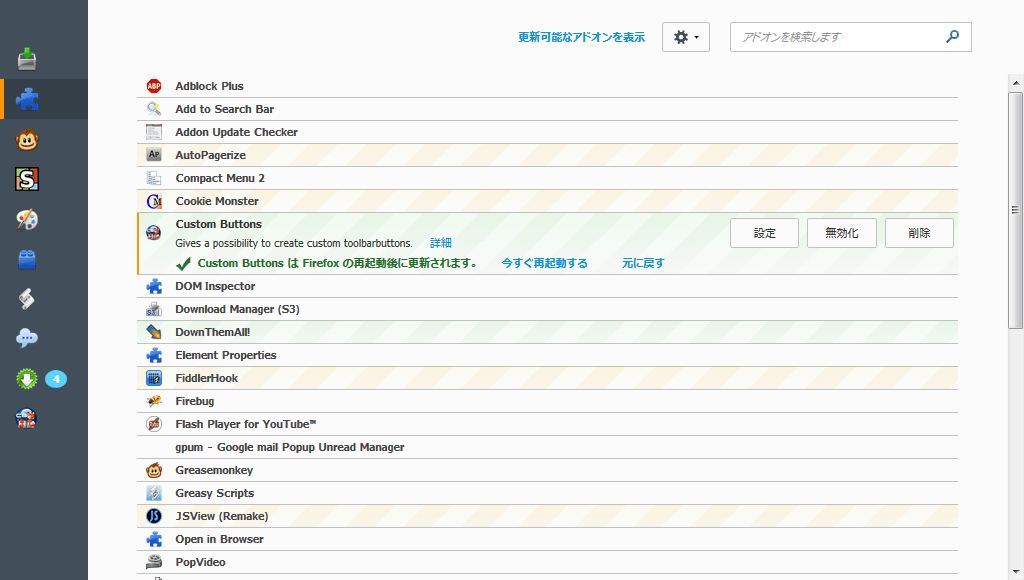 更新可能なアドオンを表示
アドオンを検索します
ABP Adblock Plus
Add to Search Bar
Addon Update Checker
AP AutoPagerize
Compact Menu 2
CM Cookie Monster
Custom Buttons
設定 無効化 削除
Gives a possibility to create custom toolbarbuttons. 詳細
Custom Buttons は Firefox の再起動後に更新されます。 今すぐ再起動する 元に戻す
DOM Inspector
S3 Download Manager (S3)
DownThemAll!
Element Properties
FiddlerHook
Firebug
Flash Player for YouTube™
gpum - Google mail Popup Unread Manager
Greasemonkey
Greasy Scripts
JS JSView (Remake)
Open in Browser
PopVideo
S
4